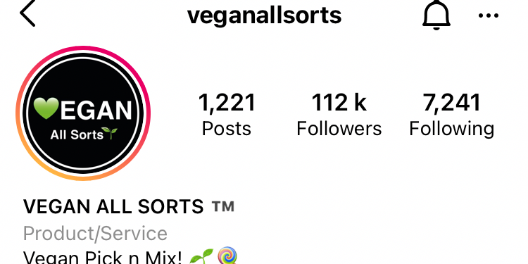 veganallsorts
💚EGAN
All Sorts🌱
1,221 112 k 7,241
Posts Followers Following
VEGAN ALL SORTS ™
Product/Service
Vegan Pick n Mix! 🌱🍭